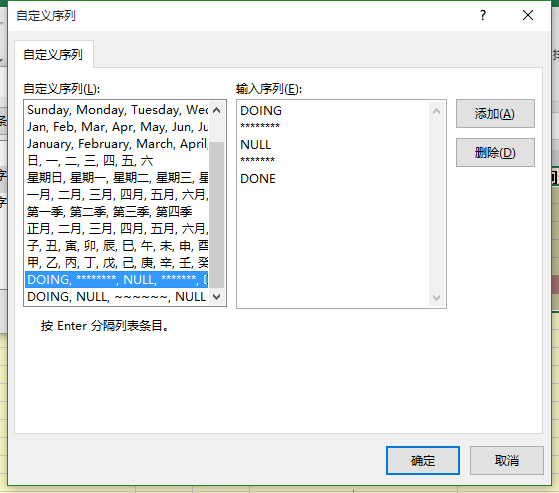 自定义序列
?
自定义序列
自定义序列(L):
Sunday, Monday, Tuesday, Wed
Jan, Feb, Mar, Apr, May, Jun, Ju
January, February, March, April,
日, 一, 二, 三, 四, 五, 六
星期日, 星期一, 星期二, 星期三, 星
一月, 二月, 三月, 四月, 五月, 六月,
第一季, 第二季, 第三季, 第四季
正月, 二月, 三月, 四月, 五月, 六月,
子, 丑, 寅, 卯, 辰, 巳, 午, 未, 申, 酉
甲, 乙, 丙, 丁, 戊, 己, 庚, 辛, 壬, 癸
DOING, ********, NULL, *******, D
DOING, NULL, ~~~~~~, NULL
输入序列(E):
DOING
********
NULL
*******
DONE
添加(A)
删除(D)
按 Enter 分隔列表条目。
确定
取消